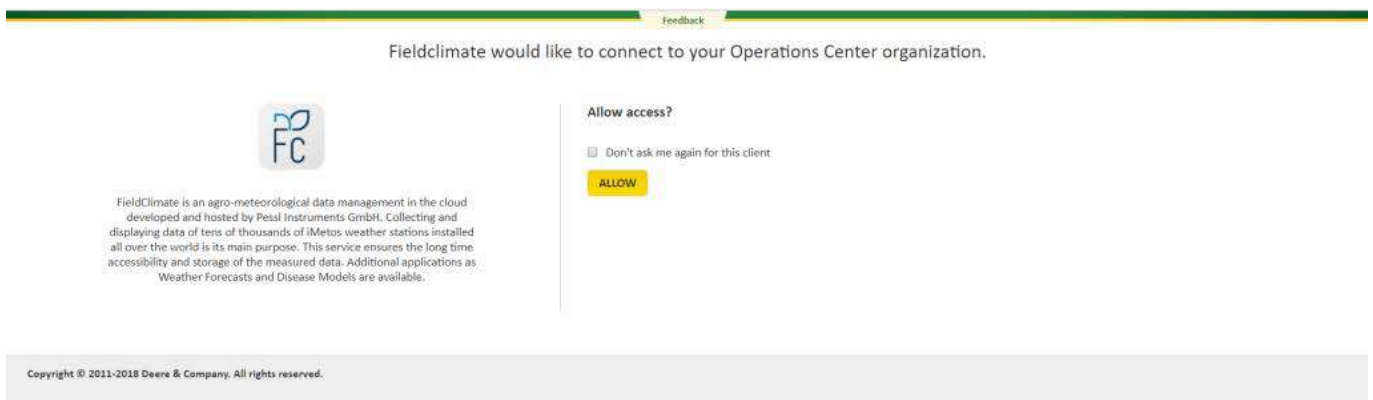 Feedback
Fieldclimate would like to connect to your Operations Center organization.
FC
FieldClimate is an agro-meteorological data management in the cloud
developed and hosted by Pessl Instruments GmbH. Collecting and
displaying data of tens of thousands of iMetos weather stations installed
all over the world is its main purpose. This service ensures the long time
accessibility and storage of the measured data. Additional applications as
Weather Forecasts and Disease Models are available.
Allow access?
Don't ask me again for this client
ALLOW
Copyright © 2011-2018 Deere & Company. All rights reserved.